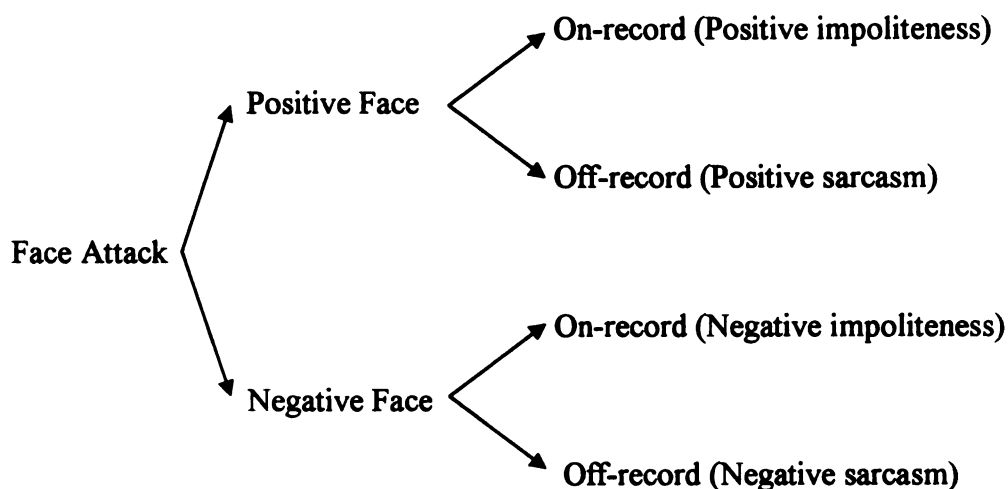 On-record (Positive impoliteness)
Positive Face
Off-record (Positive sarcasm)
Face Attack
On-record (Negative impoliteness)
Negative Face
Off-record (Negative sarcasm)